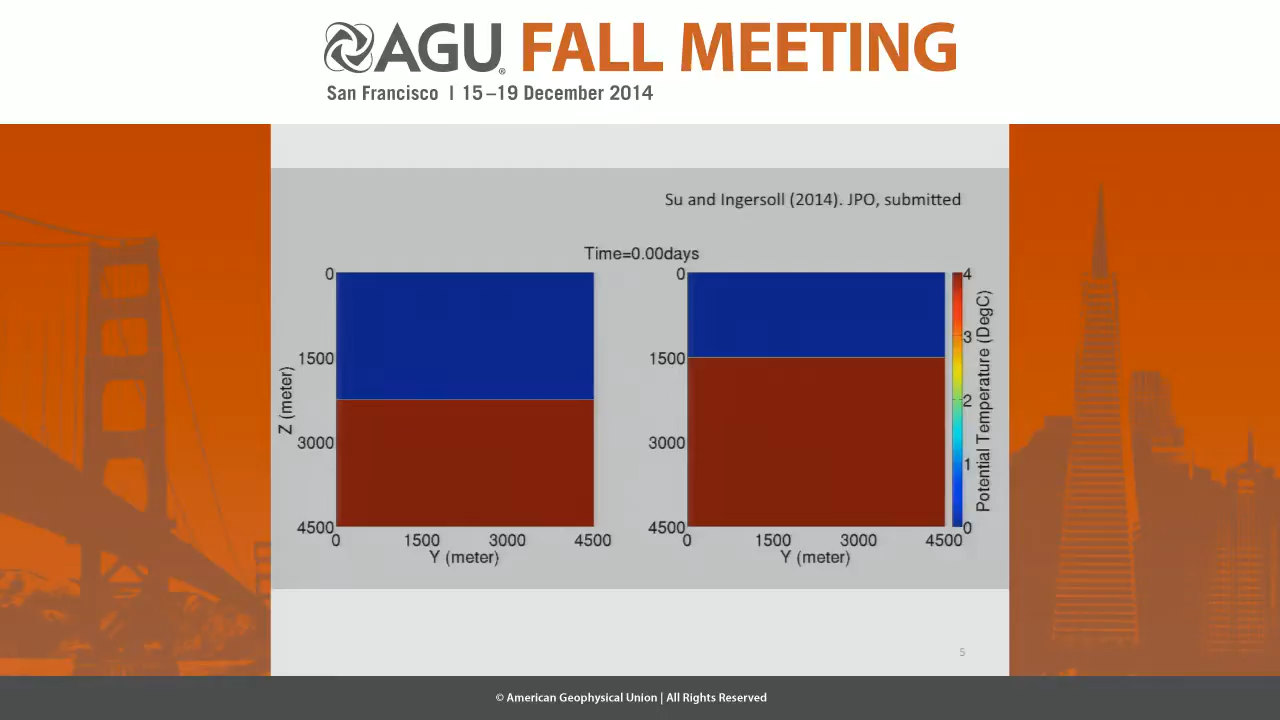 AGU® FALL MEETING
San Francisco | 15–19 December 2014
Su and Ingersoll (2014). JPO, submitted
Time=0.00days
0
1500
3000
4500
Z (meter)
0 1500 3000 4500
Y (meter)
0
1500
3000
4500
0 1500 3000 4500
Y (meter)
4
3
2
1
0
Potential Temperature (DegC)
5
© American Geophysical Union | All Rights Reserved